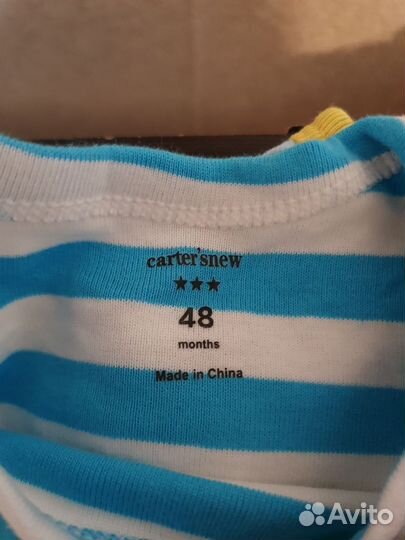 carter'snew
★★★
48
months
Made in China
Avito